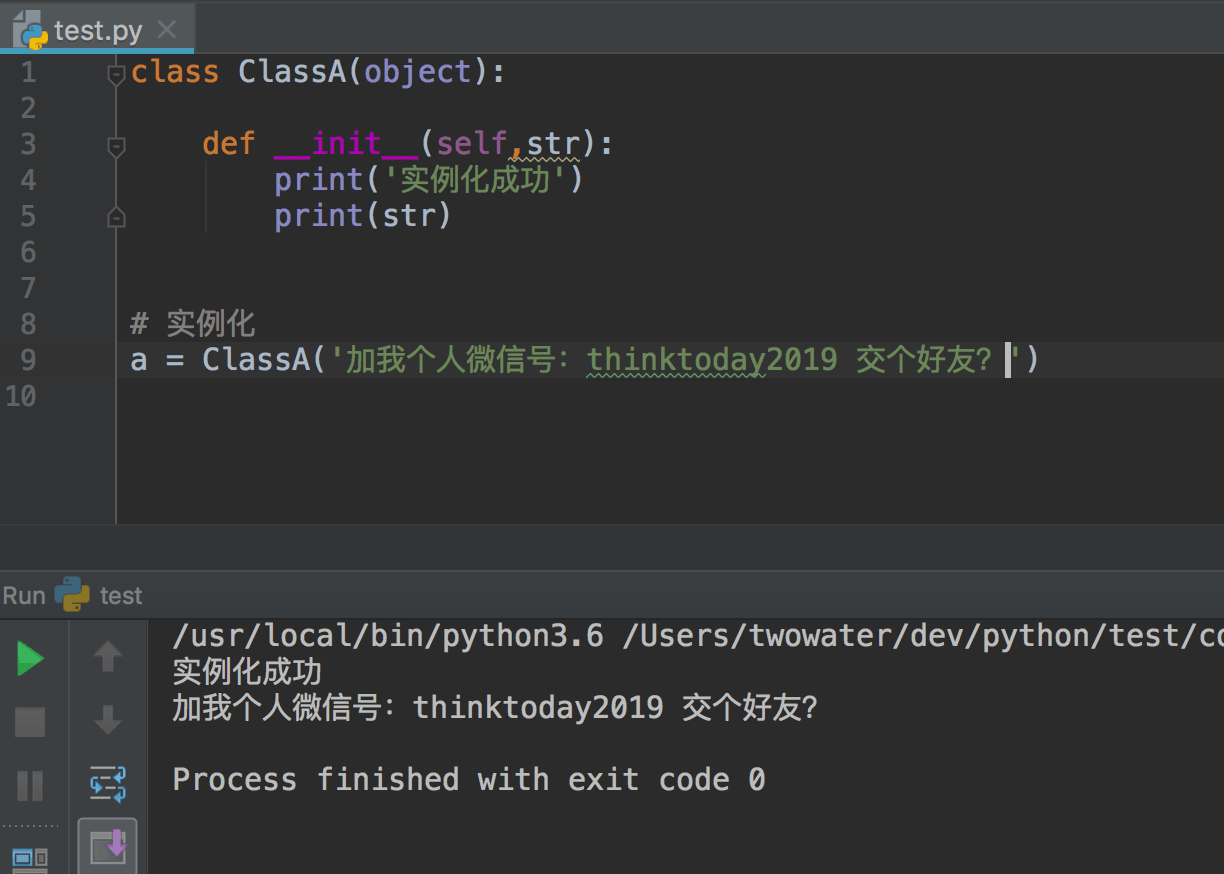 test.py
1 class ClassA(object):
2
3 def __init__(self,str):
4 print('实例化成功')
5 print(str)
6
7
8 # 实例化
9 a = ClassA('加我个人微信号：thinktoday2019 交个好友？')
10
Run test
/usr/local/bin/python3.6 /Users/twowater/dev/python/test/co
实例化成功
加我个人微信号：thinktoday2019 交个好友？
Process finished with exit code 0